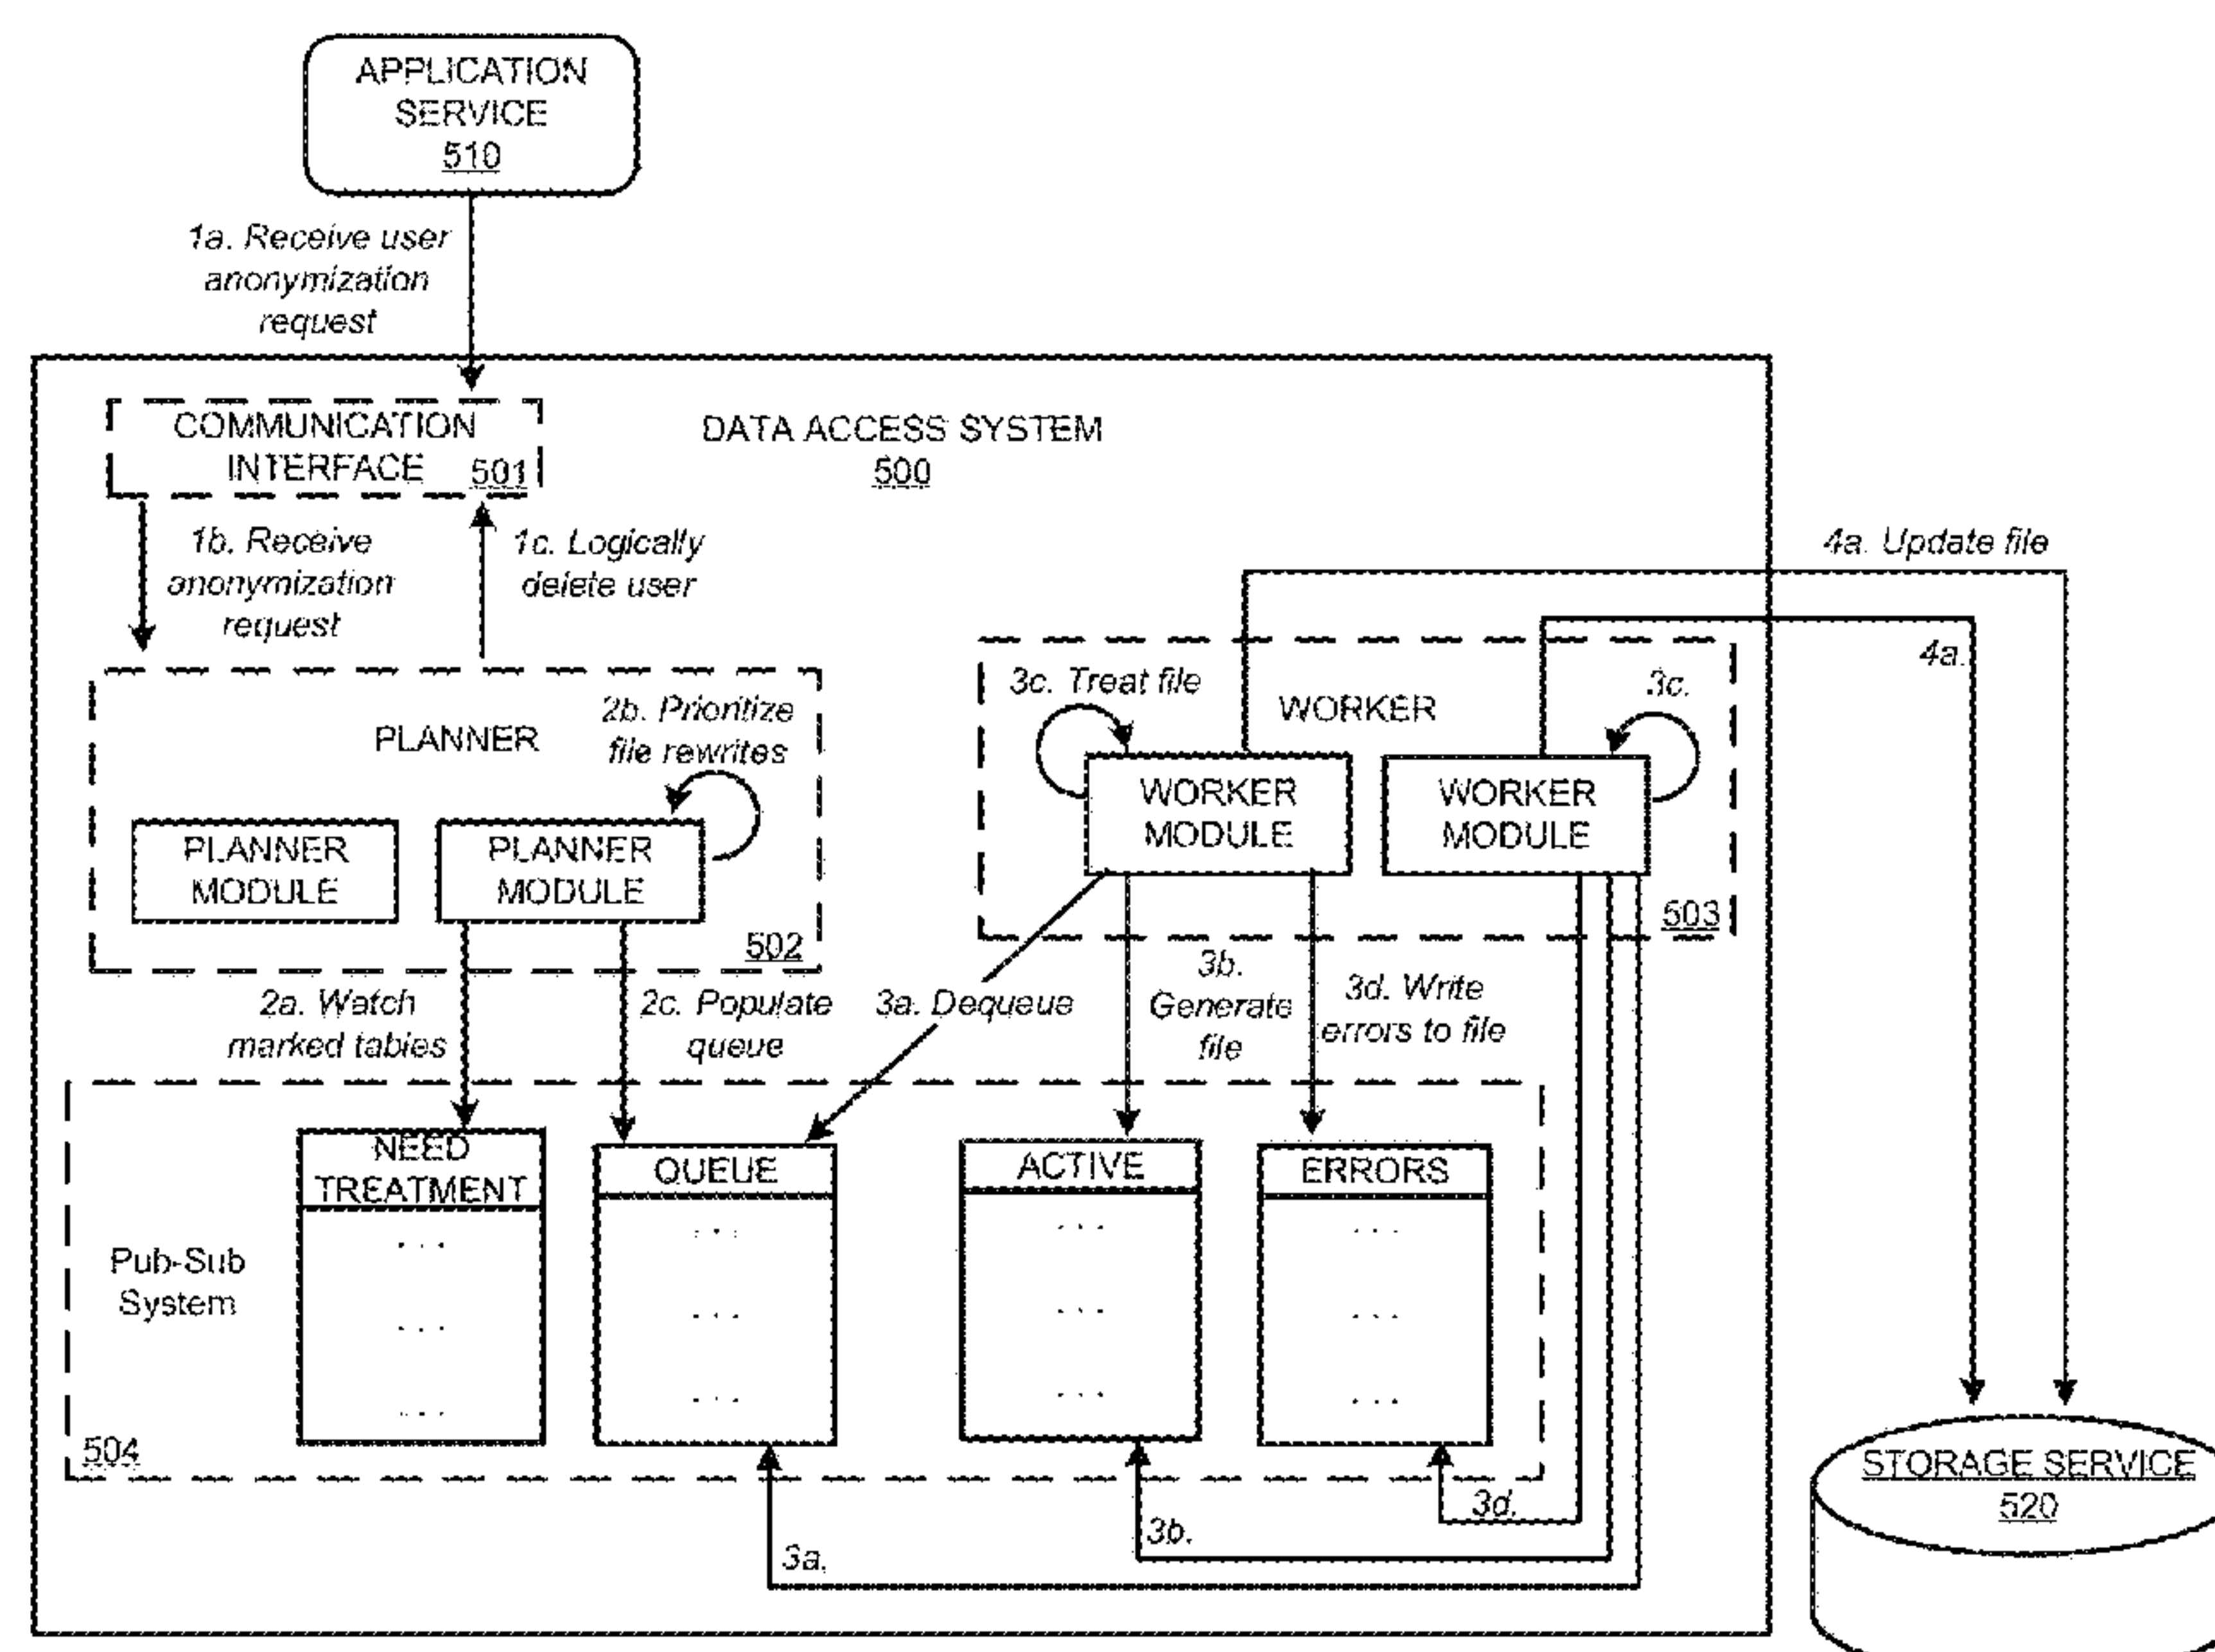 APPLICATION
SERVICE
510
1a. Receive user
anonymization
request
COMMUNICATION
INTERFACE 501
DATA ACCESS SYSTEM
500
1b. Receive
anonymization
request
1c. Logically
delete user
4a. Update file
4a.
PLANNER
2b. Prioritize
file rewrites
PLANNER
MODULE
PLANNER
MODULE
502
3c. Treat file
WORKER
3c.
WORKER
MODULE
WORKER
MODULE
503
2a. Watch
marked tables
2c. Populate
queue
3a. Dequeue
3b.
Generate
file
3d. Write
errors to file
Pub-Sub
System
504
NEED
TREATMENT
. . .
. . .
. . .
QUEUE
. . .
. . .
. . .
ACTIVE
. . .
. . .
. . .
ERRORS
. . .
. . .
. . .
3a.
3b.
3d.
STORAGE SERVICE
520